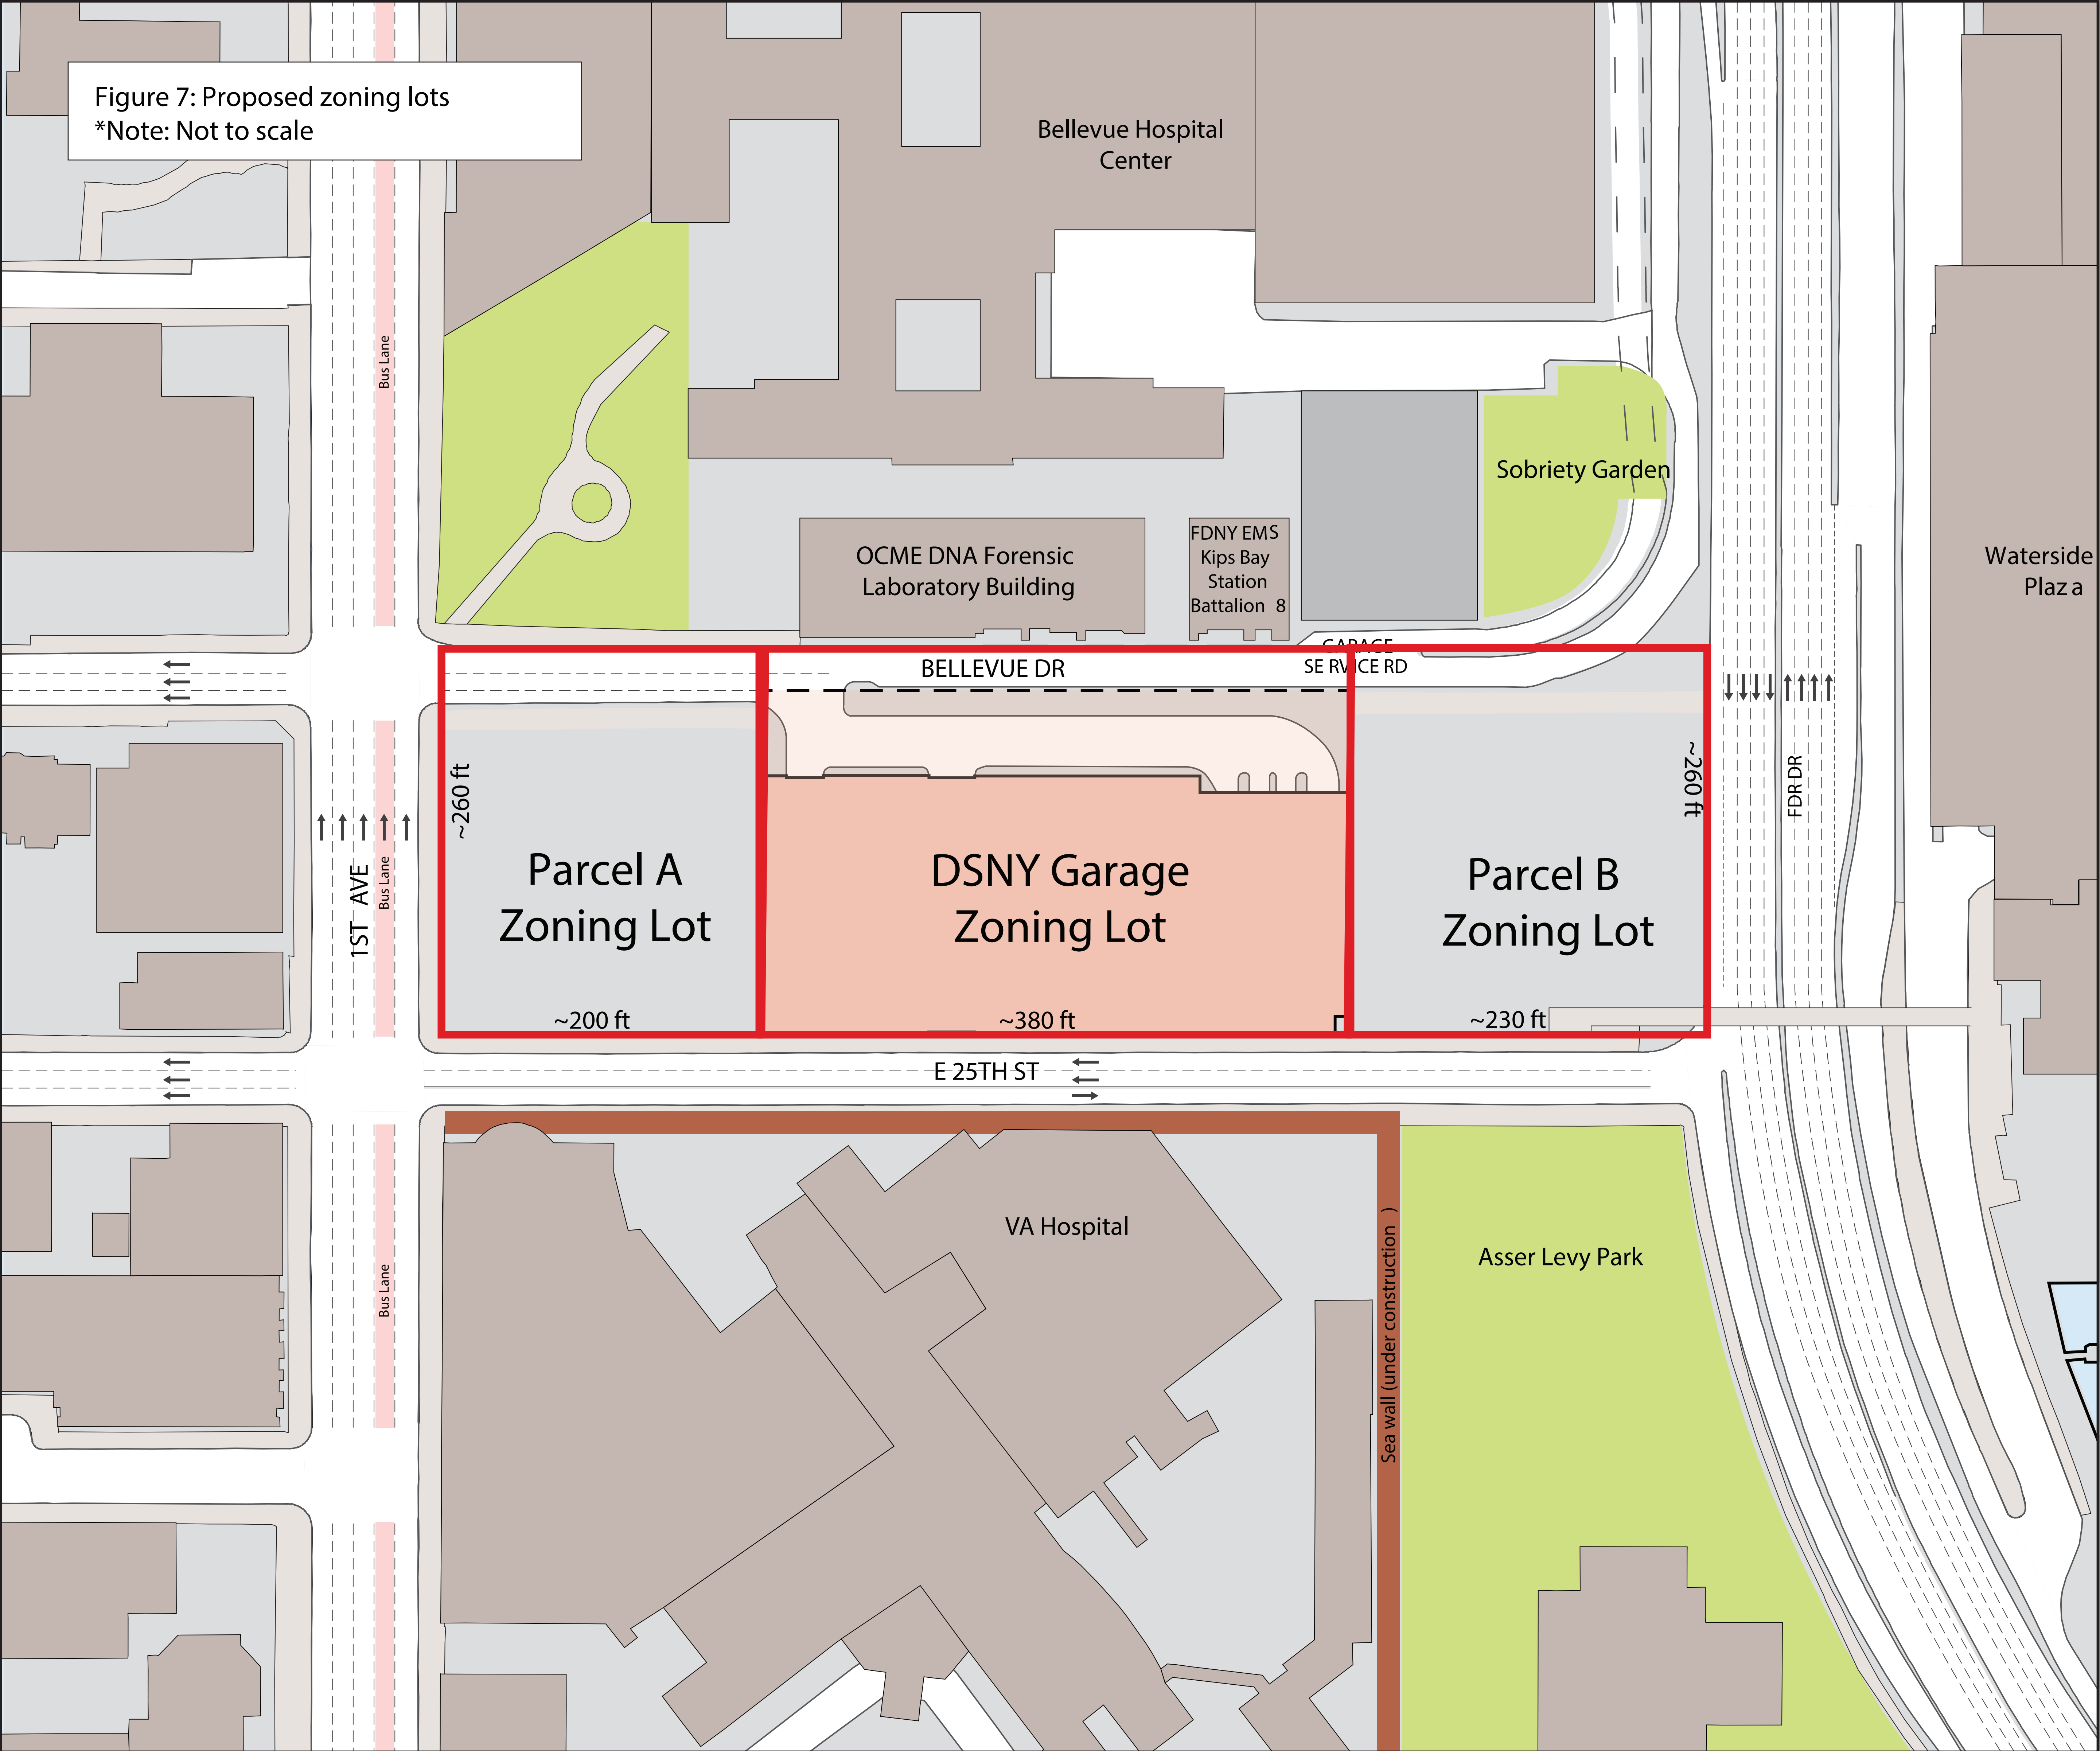 Figure 7: Proposed zoning lots
*Note: Not to scale
Bellevue Hospital
Center
Bus Lane
Sobriety Garden
OCME DNA Forensic
Laboratory Building
FDNY EMS
Kips Bay
Station
Battalion 8
Waterside
Plaza
GARAGE
SERVICE RD
BELLEVUE DR
~260 ft
~260 ft
FDR DR
1ST AVE
Bus Lane
Parcel A
Zoning Lot
DSNY Garage
Zoning Lot
Parcel B
Zoning Lot
~200 ft
~380 ft
~230 ft
E 25TH ST
VA Hospital
Asser Levy Park
Bus Lane
Sea wall (under construction )